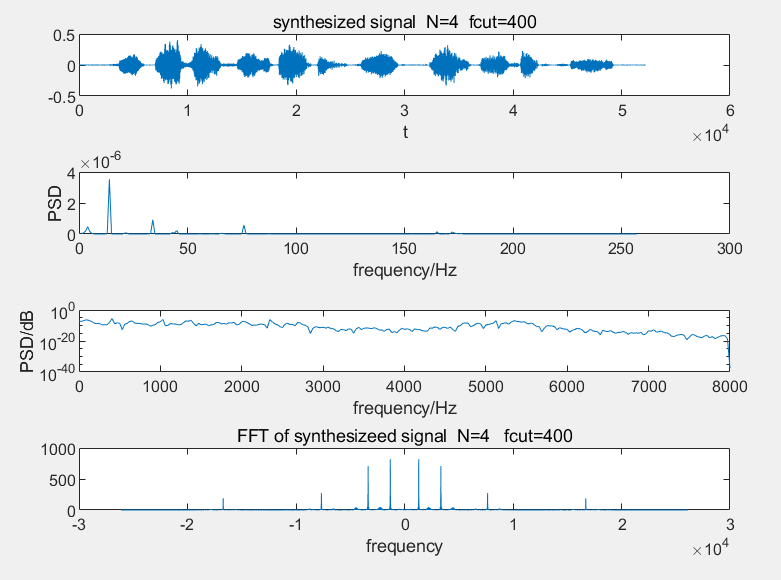 synthesized signal N=4 fcut=400
0.5
0
-0.5
0 1 2 3 4 5 6
t
×10^4
×10^-6
4
2
0
PSD
0 50 100 150 200 250 300
frequency/Hz
10^0
10^-20
10^-40
PSD/dB
0 1000 2000 3000 4000 5000 6000 7000 8000
frequency/Hz
FFT of synthesizeed signal N=4 fcut=400
1000
500
0
-3 -2 -1 0 1 2 3
frequency
×10^4